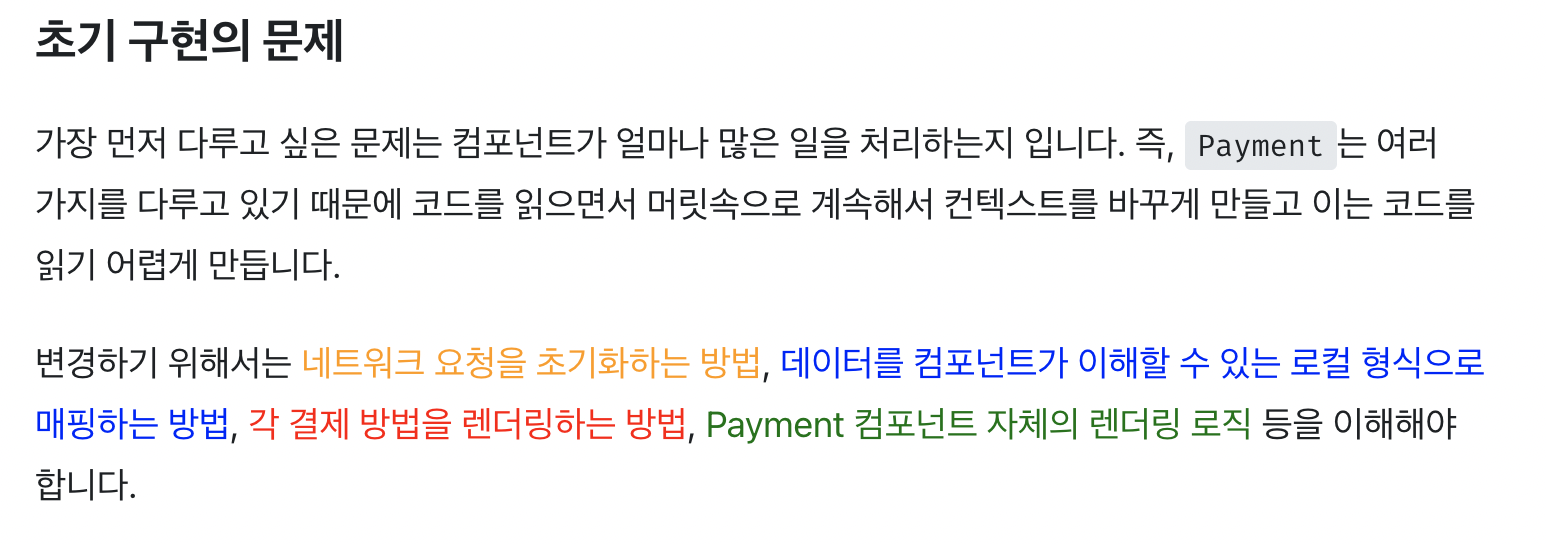 초기 구현의 문제
가장 먼저 다루고 싶은 문제는 컴포넌트가 얼마나 많은 일을 처리하는지 입니다. 즉, Payment는 여러
가지를 다루고 있기 때문에 코드를 읽으면서 머릿속으로 계속해서 컨텍스트를 바꾸게 만들고 이는 코드를
읽기 어렵게 만듭니다.
변경하기 위해서는 네트워크 요청을 초기화하는 방법, 데이터를 컴포넌트가 이해할 수 있는 로컬 형식으로
매핑하는 방법, 각 결제 방법을 렌더링하는 방법, Payment 컴포넌트 자체의 렌더링 로직 등을 이해해야
합니다.